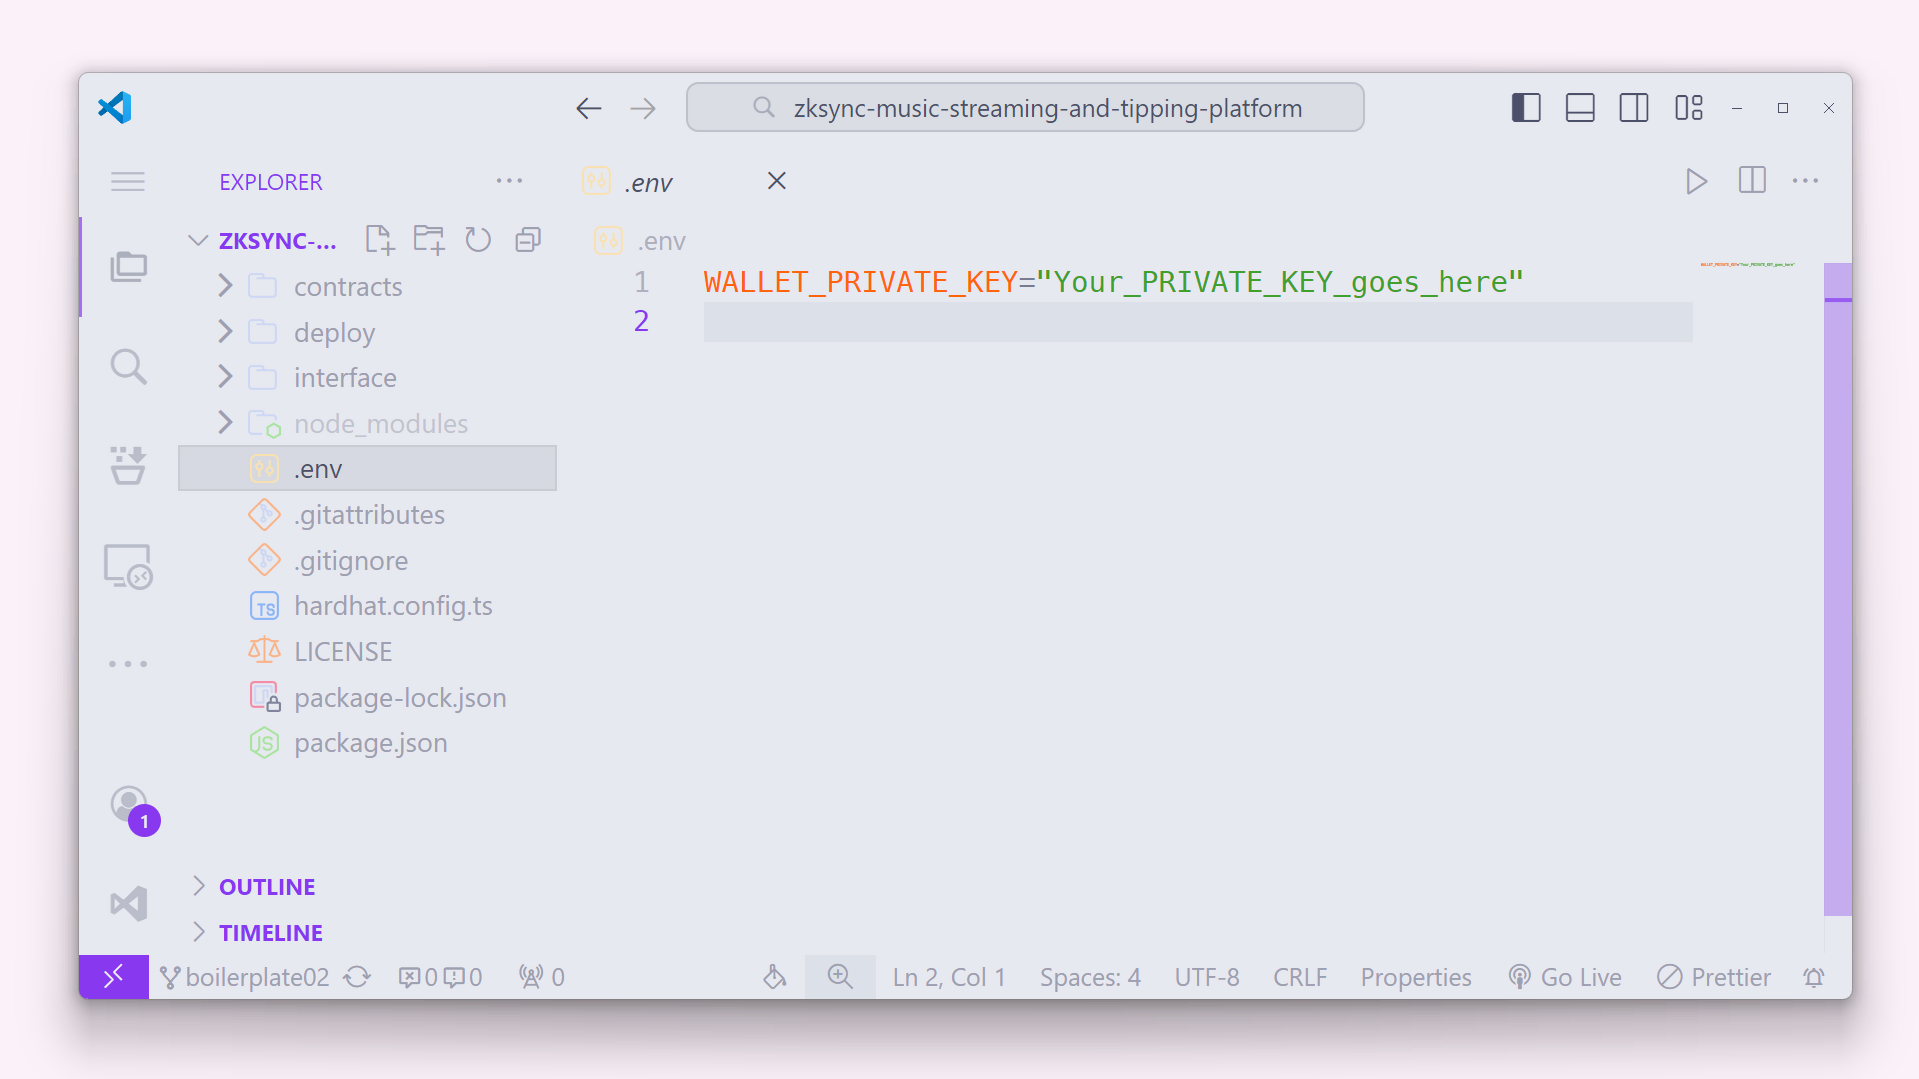 zksync-music-streaming-and-tipping-platform
EXPLORER
.env
ZKSYNC-...
.env
contracts
deploy
interface
node_modules
.env
.gitattributes
.gitignore
TS hardhat.config.ts
LICENSE
package-lock.json
JS package.json
1 WALLET_PRIVATE_KEY="Your_PRIVATE_KEY_goes_here"
2
1
OUTLINE
TIMELINE
boilerplate02 0 0 0 Ln 2, Col 1 Spaces: 4 UTF-8 CRLF Properties Go Live Prettier